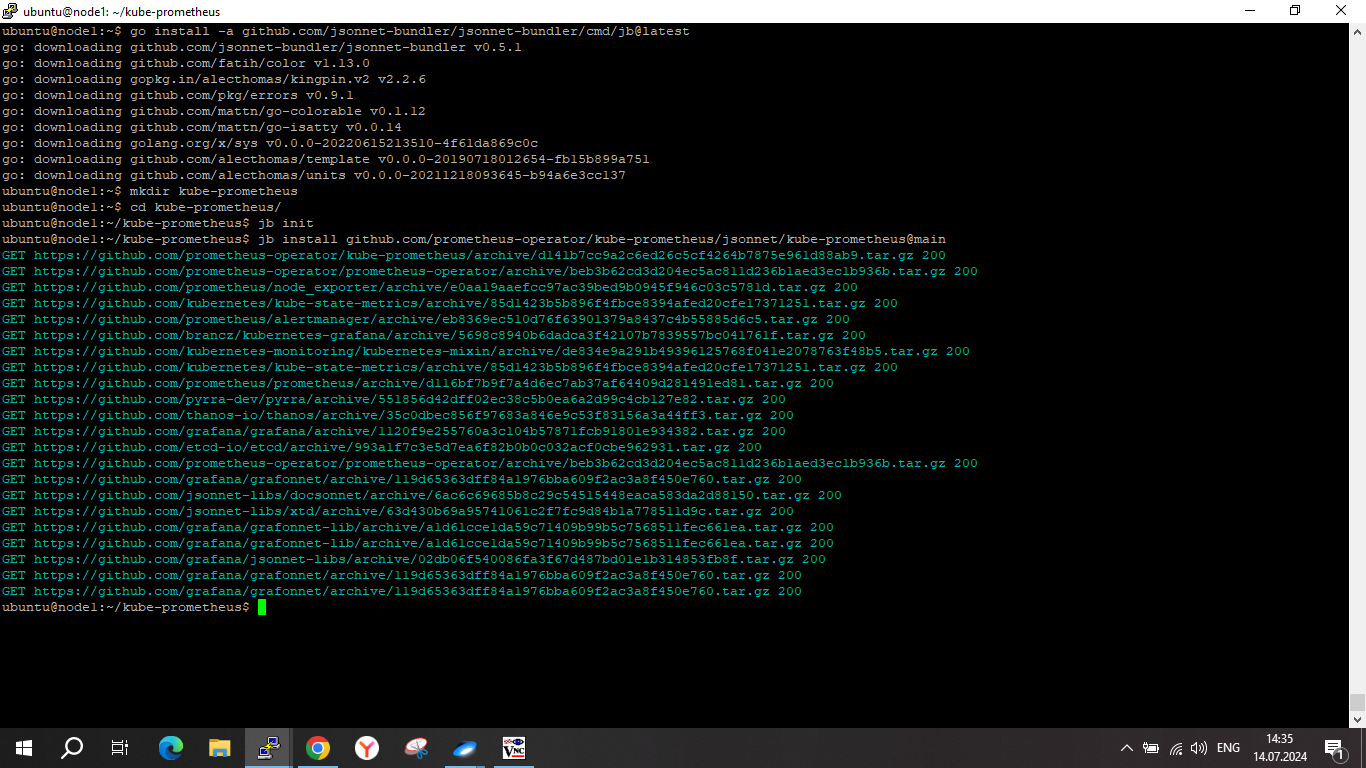 ubuntu@node1: ~/kube-prometheus
ubuntu@node1:~$ go install -a github.com/jsonnet-bundler/jsonnet-bundler/cmd/jb@latest
go: downloading github.com/jsonnet-bundler/jsonnet-bundler v0.5.1
go: downloading github.com/fatih/color v1.13.0
go: downloading gopkg.in/alecthomas/kingpin.v2 v2.2.6
go: downloading github.com/pkg/errors v0.9.1
go: downloading github.com/mattn/go-colorable v0.1.12
go: downloading github.com/mattn/go-isatty v0.0.14
go: downloading golang.org/x/sys v0.0.0-20220615213510-4f61da869c0c
go: downloading github.com/alecthomas/template v0.0.0-20190718012654-fb15b899a751
go: downloading github.com/alecthomas/units v0.0.0-20211218093645-b94a6e3cc137
ubuntu@node1:~$ mkdir kube-prometheus
ubuntu@node1:~$ cd kube-prometheus/
ubuntu@node1:~/kube-prometheus$ jb init
ubuntu@node1:~/kube-prometheus$ jb install github.com/prometheus-operator/kube-prometheus/jsonnet/kube-prometheus@main
GET https://github.com/prometheus-operator/kube-prometheus/archive/d141b7cc9a2c6ed26c5cf4264b7875e961d88ab9.tar.gz 200
GET https://github.com/prometheus-operator/prometheus-operator/archive/beb3b62cd3d204ec5ac811d236b1aed3ec1b936b.tar.gz 200
GET https://github.com/prometheus/node_exporter/archive/e0aa19aaefcc97ac39bed9b0945f946c03c5781d.tar.gz 200
GET https://github.com/kubernetes/kube-state-metrics/archive/85d1423b5b896f4fbce8394afed20cfe17371251.tar.gz 200
GET https://github.com/prometheus/alertmanager/archive/eb8369ec510d76f63901379a8437c4b55885d6c5.tar.gz 200
GET https://github.com/brancz/kubernetes-grafana/archive/5698c8940b6dadca3f42107b7839557bc041761f.tar.gz 200
GET https://github.com/kubernetes-monitoring/kubernetes-mixin/archive/de834e9a291b49396125768f041e2078763f48b5.tar.gz 200
GET https://github.com/kubernetes/kube-state-metrics/archive/85d1423b5b896f4fbce8394afed20cfe17371251.tar.gz 200
GET https://github.com/prometheus/prometheus/archive/d116bf7b9f7a4d6ec7ab37af64409d281491ed81.tar.gz 200
GET https://github.com/pyrra-dev/pyrra/archive/551856d42dff02ec38c5b0ea6a2d99c4cb127e82.tar.gz 200
GET https://github.com/thanos-io/thanos/archive/35c0dbec856f97683a846e9c53f83156a3a44ff3.tar.gz 200
GET https://github.com/grafana/grafana/archive/1120f9e255760a3c104b57871fcb91801e934382.tar.gz 200
GET https://github.com/etcd-io/etcd/archive/993a1f7c3e5d7ea6f82b0b0c032acf0cbe962931.tar.gz 200
GET https://github.com/prometheus-operator/prometheus-operator/archive/beb3b62cd3d204ec5ac811d236b1aed3ec1b936b.tar.gz 200
GET https://github.com/grafana/grafonnet/archive/119d65363dff84a1976bba609f2ac3a8f450e760.tar.gz 200
GET https://github.com/jsonnet-libs/docsonnet/archive/6ac6c69685b8c29c54515448eaca583da2d88150.tar.gz 200
GET https://github.com/jsonnet-libs/xtd/archive/63d430b69a95741061c2f7fc9d84b1a778511d9c.tar.gz 200
GET https://github.com/grafana/grafonnet-lib/archive/a1d61cce1da59c71409b99b5c7568511fec661ea.tar.gz 200
GET https://github.com/grafana/grafonnet-lib/archive/a1d61cce1da59c71409b99b5c7568511fec661ea.tar.gz 200
GET https://github.com/grafana/jsonnet-libs/archive/02db06f540086fa3f67d487bd01e1b314853fb8f.tar.gz 200
GET https://github.com/grafana/grafonnet/archive/119d65363dff84a1976bba609f2ac3a8f450e760.tar.gz 200
GET https://github.com/grafana/grafonnet/archive/119d65363dff84a1976bba609f2ac3a8f450e760.tar.gz 200
ubuntu@node1:~/kube-prometheus$
VNC
ENG
14:35
14.07.2024
1